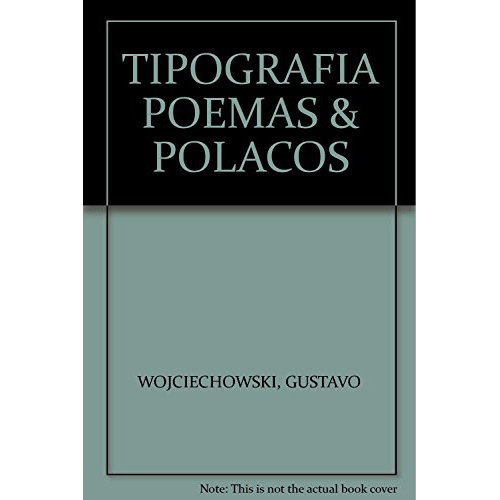 TIPOGRAFIA
POEMAS &
POLACOS
WOJCIECHOWSKI, GUSTAVO
Note: This is not the actual book cover